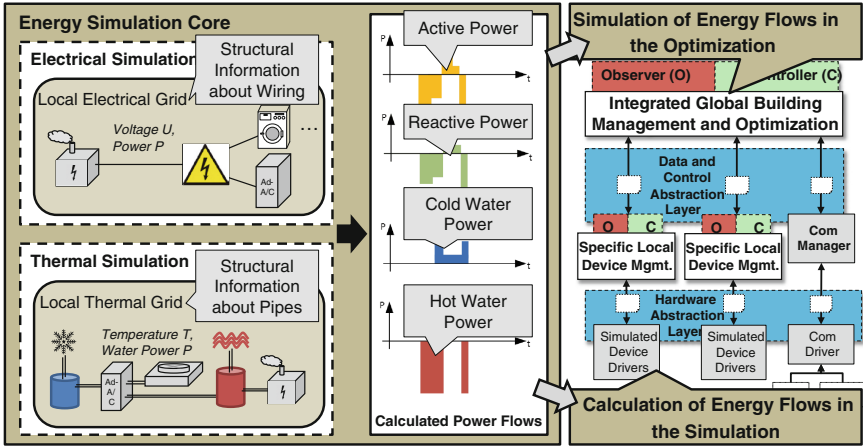 Energy Simulation Core
Electrical Simulation
Structural
Information
about Wiring
Local Electrical Grid
Voltage U,
Power P
...
Ad-
A/C
Thermal Simulation
Structural
Information
about Pipes
Local Thermal Grid
Temperature T,
Water Power P
Ad-
A/
C
P
Active Power
t
P
Reactive Power
t
P
Cold Water
Power
t
P
Hot Water
Power
t
Calculated Power Flows
Simulation of Energy Flows in
the Optimization
Observer (O)
ntroller (C)
Integrated Global Building
Management and Optimization
Data and
Control
Abstraction
Layer
O
C
O
C
Specific Local
Device Mgmt.
Specific Local
Device Mgmt.
Com
Manager
Hardware
Abstraction
Layer
Simulated
Device
Drivers
Simulated
Device
Drivers
Com
Driver
Calculation of Energy Flows in
the Simulation